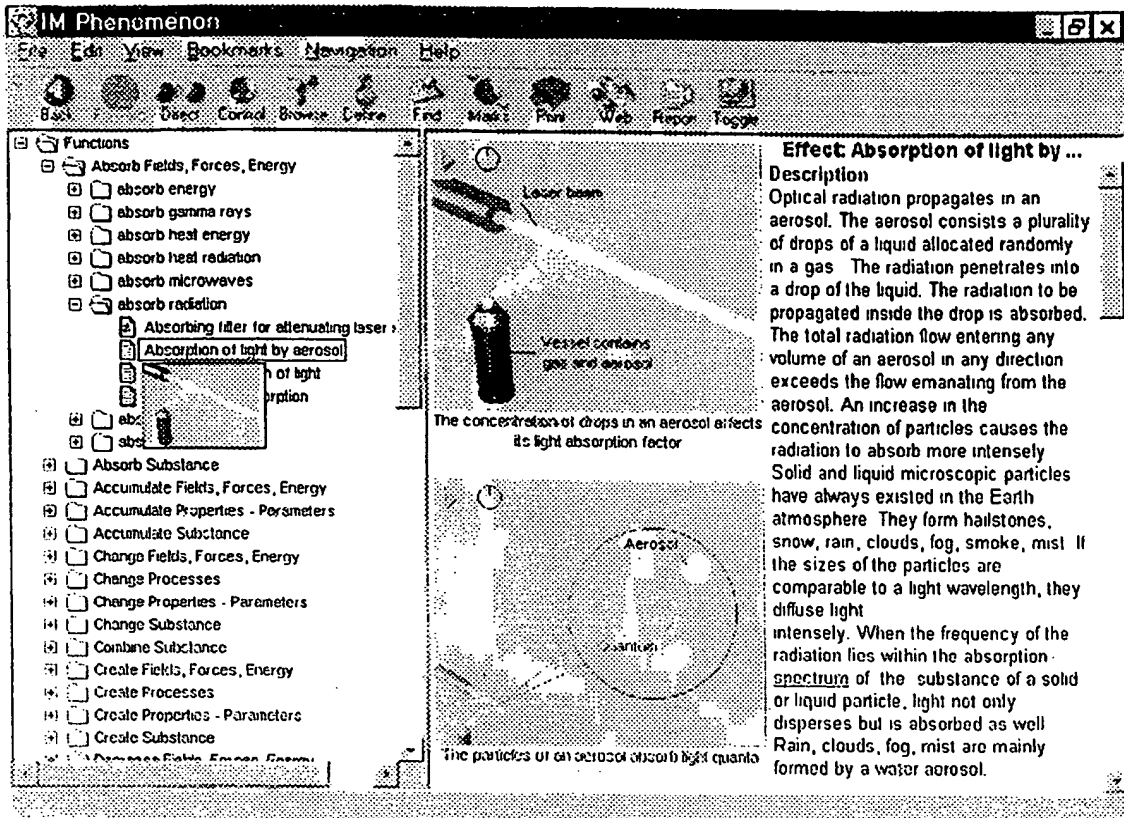 IM Phenomenon
File Edit View Bookmarks Navigation Help
Back Direct Control Browse Define Find Marks Print Web Report Toggle
Functions
Absorb Fields, Forces, Energy
absorb energy
absorb gamma rays
absorb heat energy
absorb heat radiation
absorb microwaves
absorb radiation
Absorbing filter for attenuating laser
Absorption of light by aerosol
n of light
orption
abs
abs
Absorb Substance
Accumulate Fields, Forces, Energy
Accumulate Properties - Parameters
Accumulate Substance
Change Fields, Forces, Energy
Change Processes
Change Properties - Parameters
Change Substance
Combine Substance
Create Fields, Forces, Energy
Create Processes
Create Properties - Parameters
Create Substance
Decrease Fields, Forces, Energy
Laser beam
Vessel contains
gas and aerosol
The concentration of drops in an aerosol affects
its light absorption factor
Aerosol
Quantum
The particles of an aerosol absorb light quanta
Effect: Absorption of light by ...
Description
Optical radiation propagates in an
aerosol. The aerosol consists a plurality
of drops of a liquid allocated randomly
in a gas The radiation penetrates into
a drop of the liquid. The radiation to be
propagated inside the drop is absorbed.
The total radiation flow entering any
volume of an aerosol in any direction
exceeds the flow emanating from the
aerosol. An increase in the
concentration of particles causes the
radiation to absorb more intensely
Solid and liquid microscopic particles
have always existed in the Earth
atmosphere They form hailstones,
snow, rain, clouds, fog, smoke, mist If
the sizes of the particles are
comparable to a light wavelength, they
diffuse light
intensely. When the frequency of the
radiation lies within the absorption
spectrum of the substance of a solid
or liquid particle, light not only
disperses but is absorbed as well
Rain, clouds, fog, mist are mainly
formed by a water aerosol.